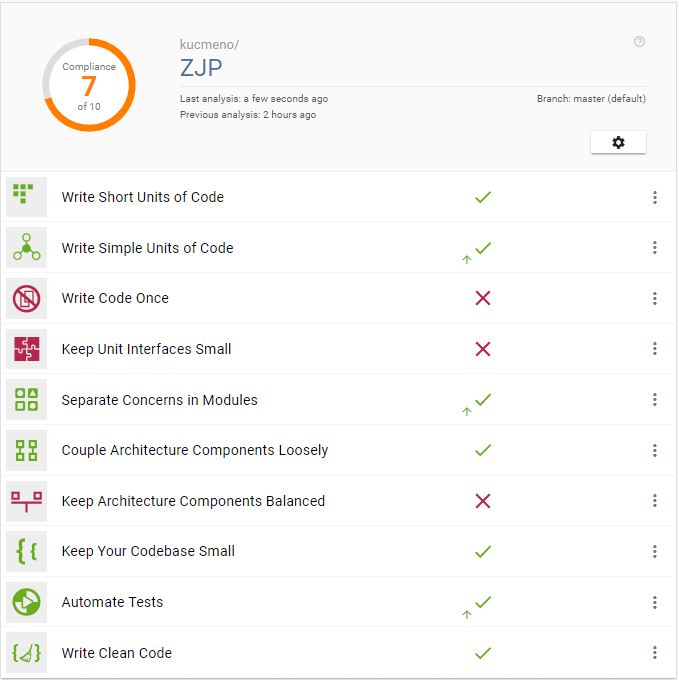 Compliance
7
of 10
kucmeno/
ZJP
Last analysis: a few seconds ago
Branch: master (default)
Previous analysis: 2 hours ago
Write Short Units of Code
Write Simple Units of Code
Write Code Once
Keep Unit Interfaces Small
Separate Concerns in Modules
Couple Architecture Components Loosely
Keep Architecture Components Balanced
Keep Your Codebase Small
Automate Tests
Write Clean Code